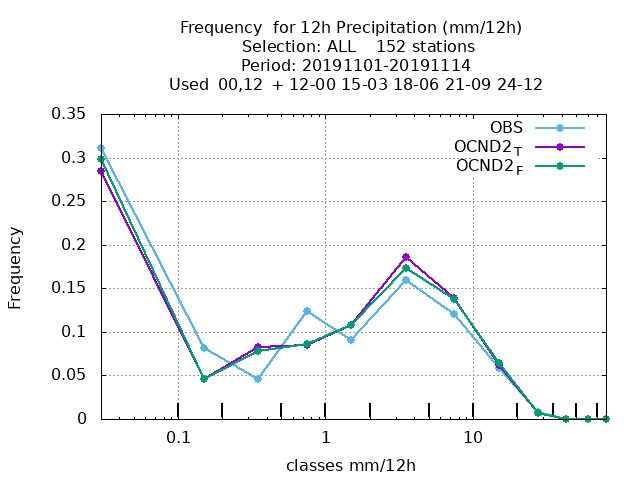 Frequency  for 12h Precipitation (mm/12h)
Selection: ALL    152 stations
Period: 20191101-20191114
Used  00,12  + 12-00 15-03 18-06 21-09 24-12
OBS
OCND2T
OCND2F
0.35
0.3
0.25
0.2
0.15
0.1
0.05
0
Frequency
0.1 1 10
classes mm/12h